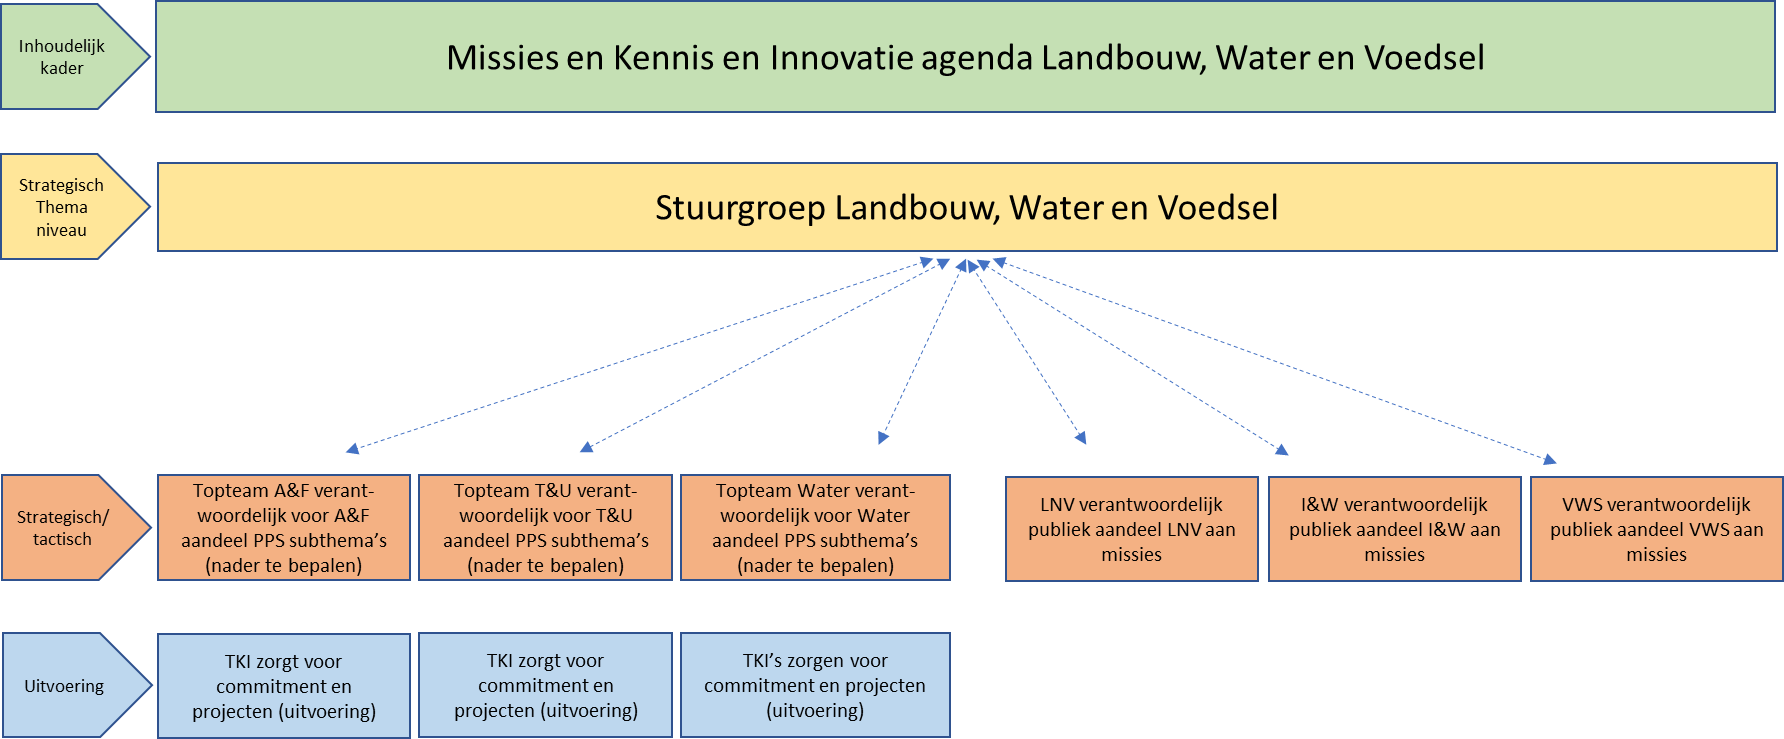 Inhoudelijk
kader
Missies en Kennis en Innovatie agenda Landbouw, Water en Voedsel
Strategisch
Thema
niveau
Stuurgroep Landbouw, Water en Voedsel
Strategisch/
tactisch
Topteam A&F verant-
woordelijk voor A&F
aandeel PPS subthema’s
(nader te bepalen)
Topteam T&U verant-
woordelijk voor T&U
aandeel PPS subthema’s
(nader te bepalen)
Topteam Water verant-
woordelijk voor Water
aandeel PPS subthema’s
(nader te bepalen)
LNV verantwoordelijk
publiek aandeel LNV aan
missies
I&W verantwoordelijk
publiek aandeel I&W aan
missies
VWS verantwoordelijk
publiek aandeel VWS aan
missies
Uitvoering
TKI zorgt voor
commitment en
projecten (uitvoering)
TKI zorgt voor
commitment en
projecten (uitvoering)
TKI’s zorgen voor
commitment en projecten
(uitvoering)